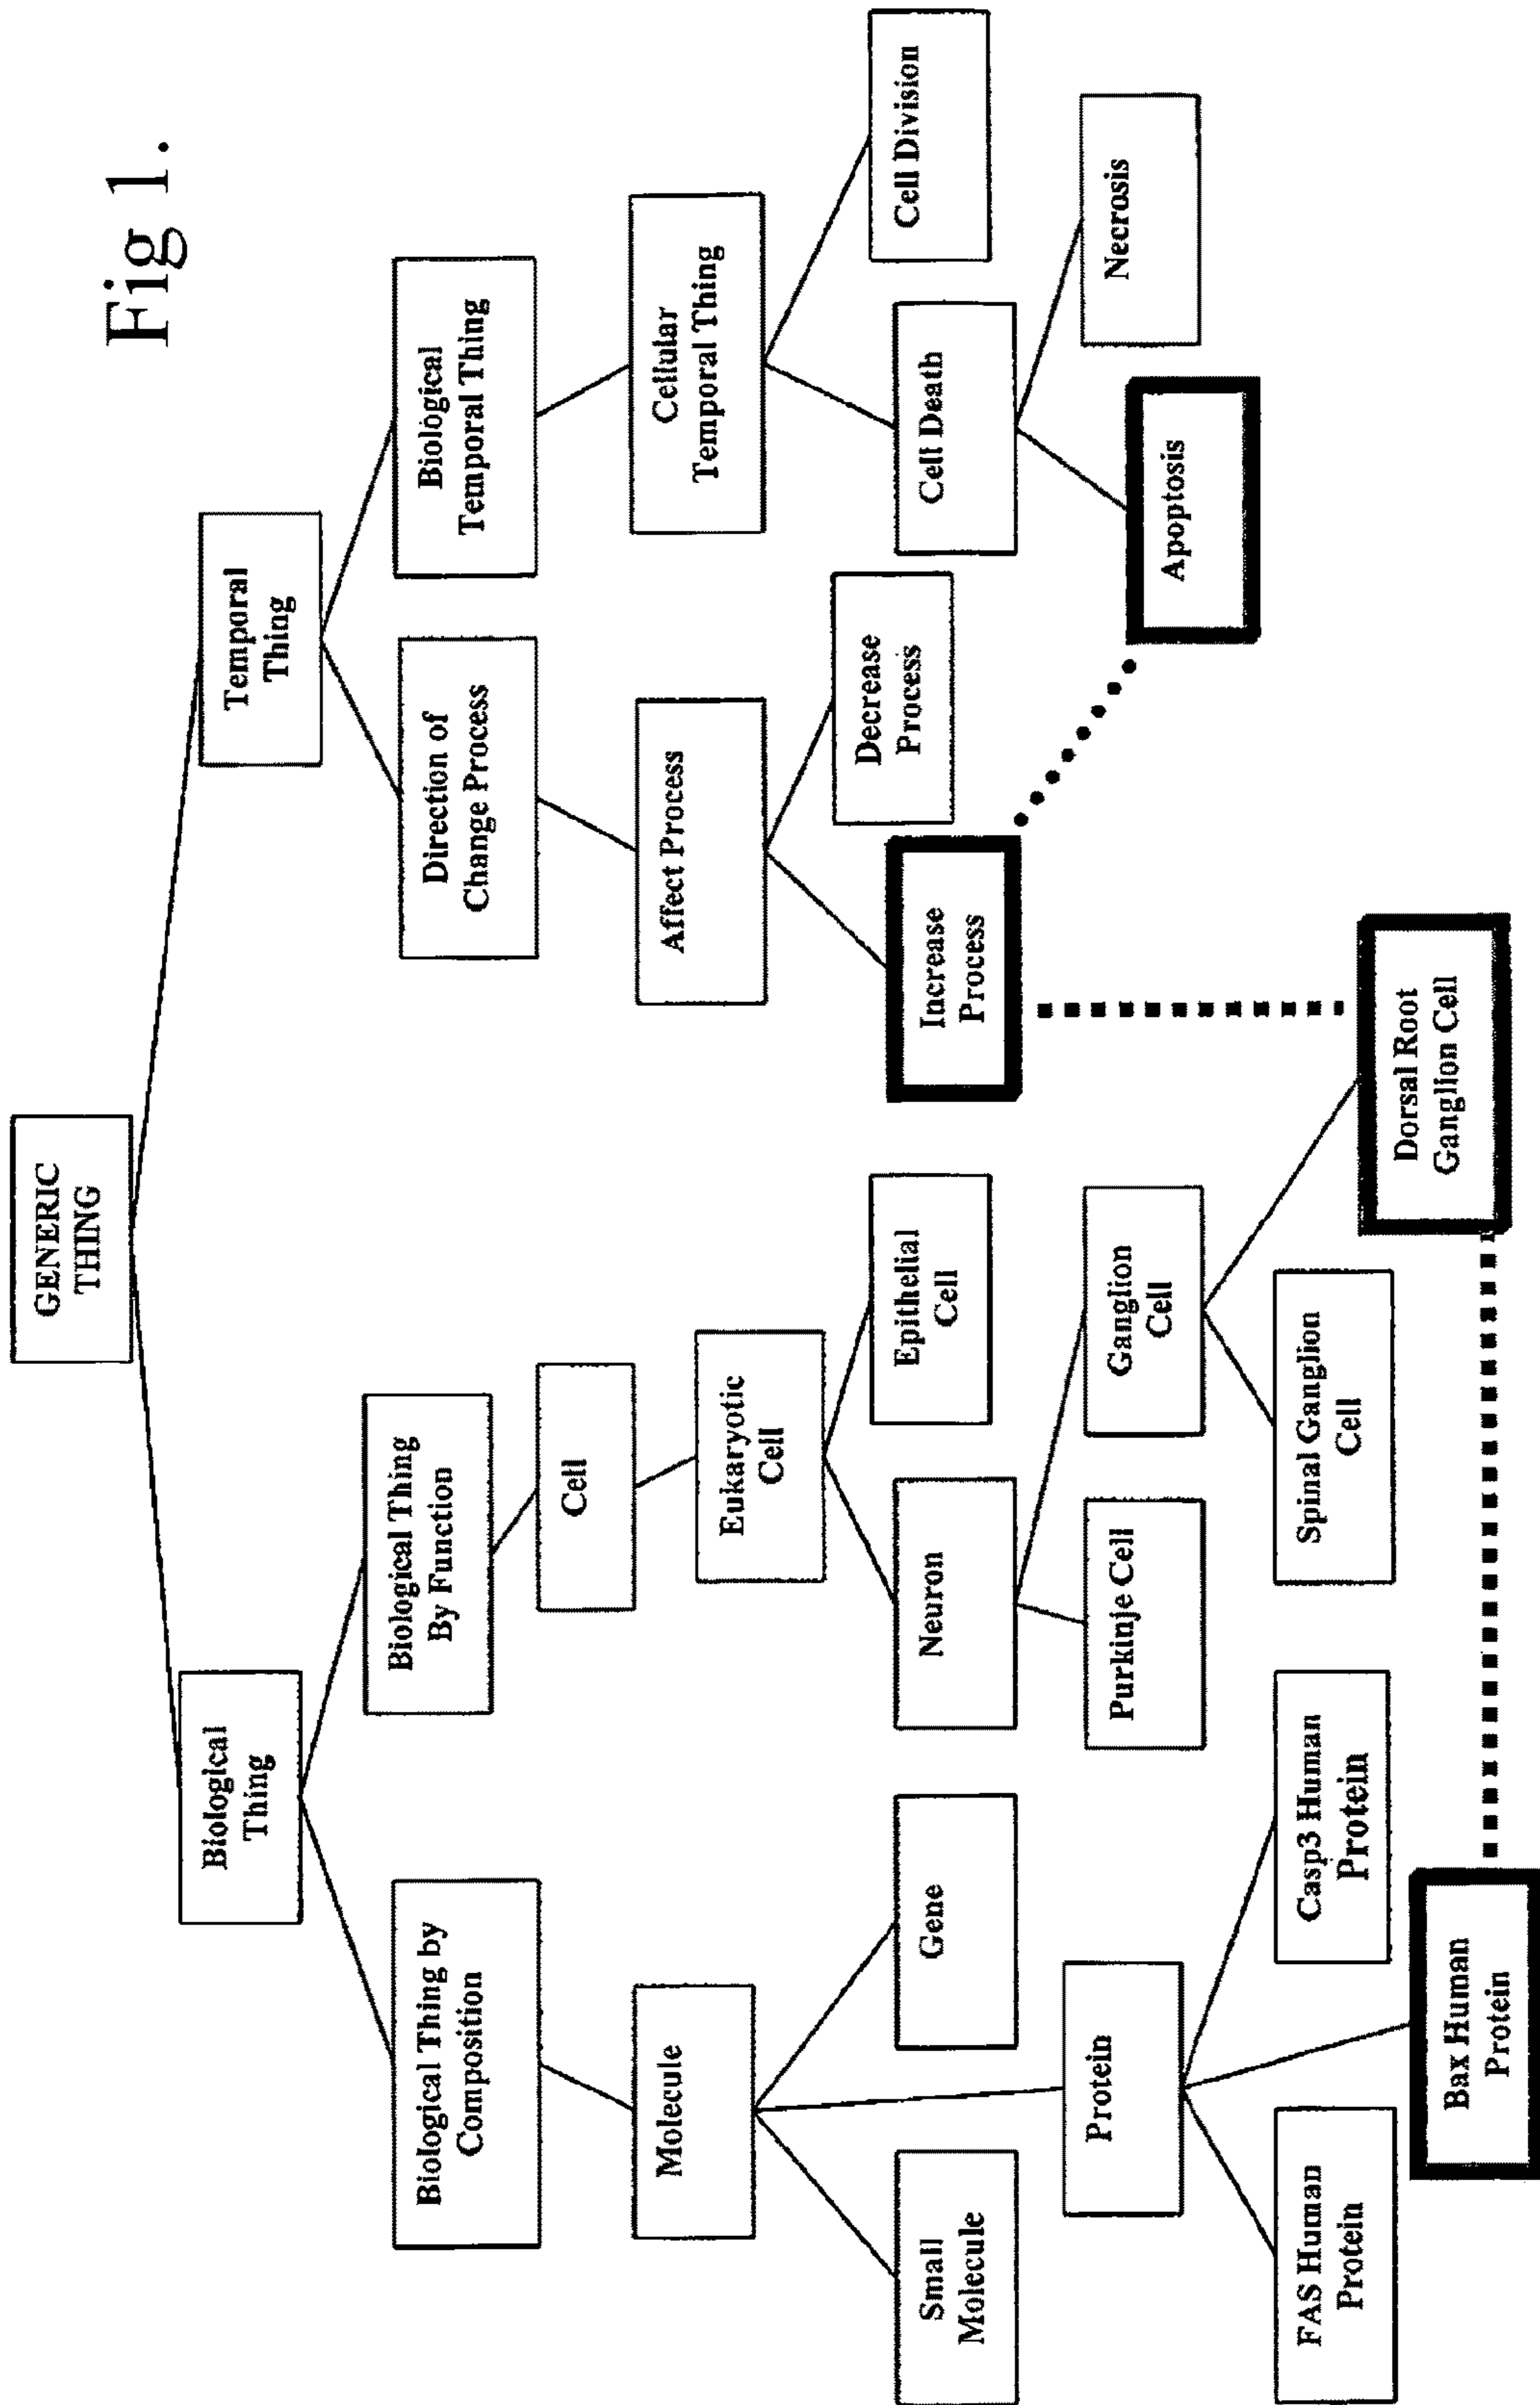 Fig 1.
GENERIC
THING
Biological
Thing
Temporal
Thing
Biological Thing by
Composition
Biological Thing
By Function
Direction of
Change Process
Biological
Temporal Thing
Molecule
Cell
Affect Process
Cellular
Temporal Thing
Eukaryotic
Cell
Small
Molecule
Gene
Neuron
Epithelial
Cell
Increase
Process
Decrease
Process
Cell Death
Cell Division
Protein
Purkinje Cell
Ganglion
Cell
Apoptosis
Necrosis
FAS Human
Protein
Casp3 Human
Protein
Spinal Ganglion
Cell
Dorsal Root
Ganglion Cell
Bax Human
Protein